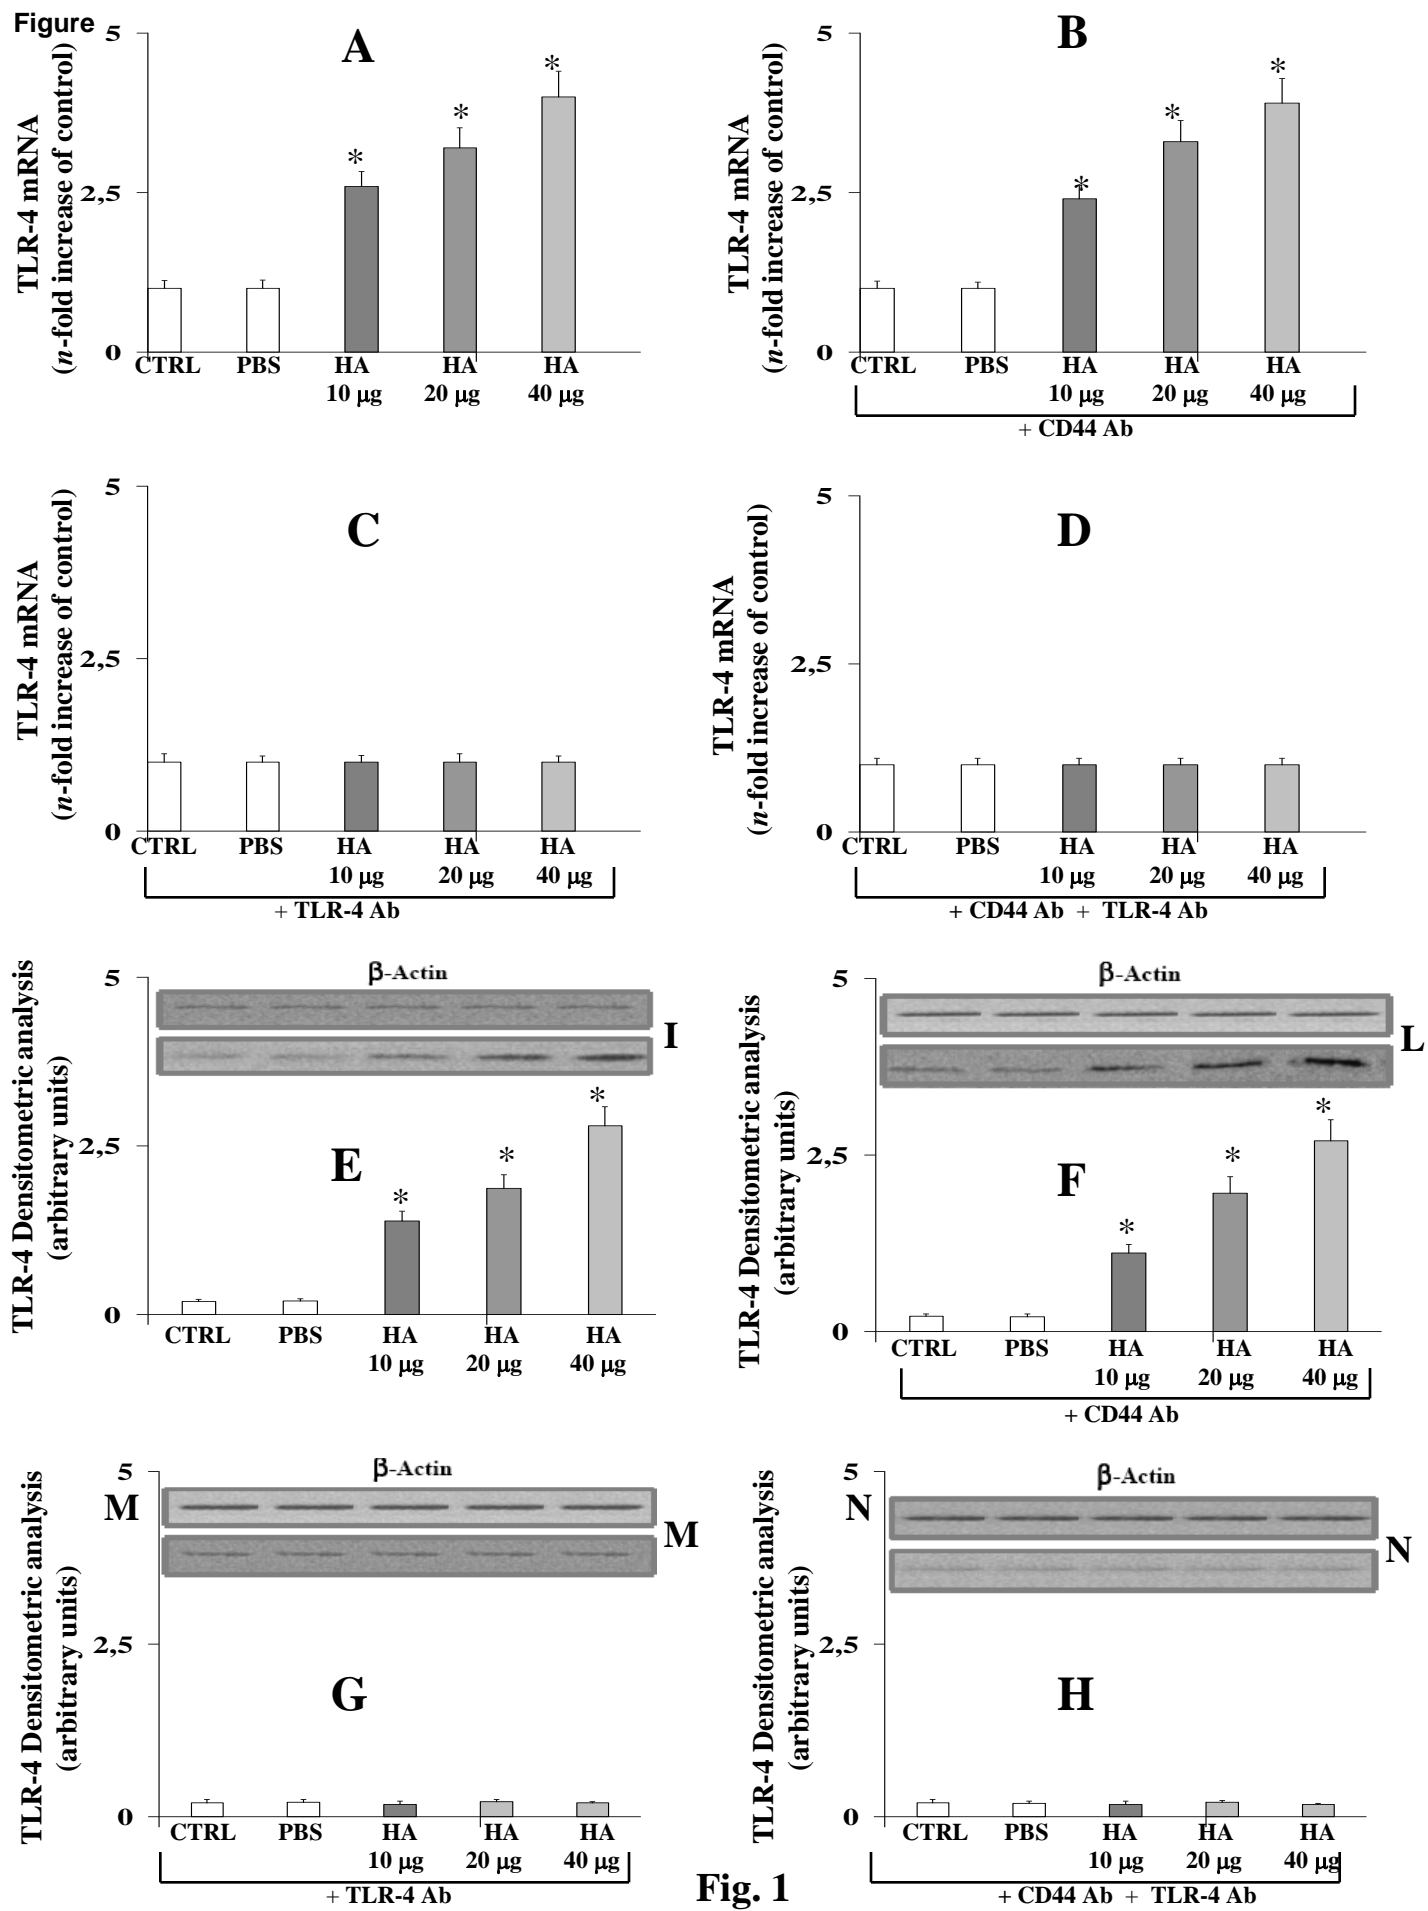 Figure
A
TLR-4 mRNA
(n-fold increase of control)
5
2,5
0
*
*
*
CTRL PBS HA HA HA
10 µg 20 µg 40 µg
B
TLR-4 mRNA
(n-fold increase of control)
5
2,5
0
*
*
*
CTRL PBS HA HA HA
10 µg 20 µg 40 µg
+ CD44 Ab
C
TLR-4 mRNA
(n-fold increase of control)
5
2,5
0
CTRL PBS HA HA HA
10 µg 20 µg 40 µg
+ TLR-4 Ab
D
TLR-4 mRNA
(n-fold increase of control)
5
2,5
0
CTRL PBS HA HA HA
10 µg 20 µg 40 µg
+ CD44 Ab + TLR-4 Ab
TLR-4 Densitometric analysis
(arbitrary units)
5
2,5
0
β-Actin
I
E
*
*
*
CTRL PBS HA HA HA
10 µg 20 µg 40 µg
TLR-4 Densitometric analysis
(arbitrary units)
5
2,5
0
β-Actin
L
F
*
*
*
CTRL PBS HA HA HA
10 µg 20 µg 40 µg
+ CD44 Ab
TLR-4 Densitometric analysis
(arbitrary units)
5
2,5
0
β-Actin
M
M
G
CTRL PBS HA HA HA
10 µg 20 µg 40 µg
+ TLR-4 Ab
TLR-4 Densitometric analysis
(arbitrary units)
5
2,5
0
β-Actin
N
N
H
CTRL PBS HA HA HA
10 µg 20 µg 40 µg
+ CD44 Ab + TLR-4 Ab
Fig. 1